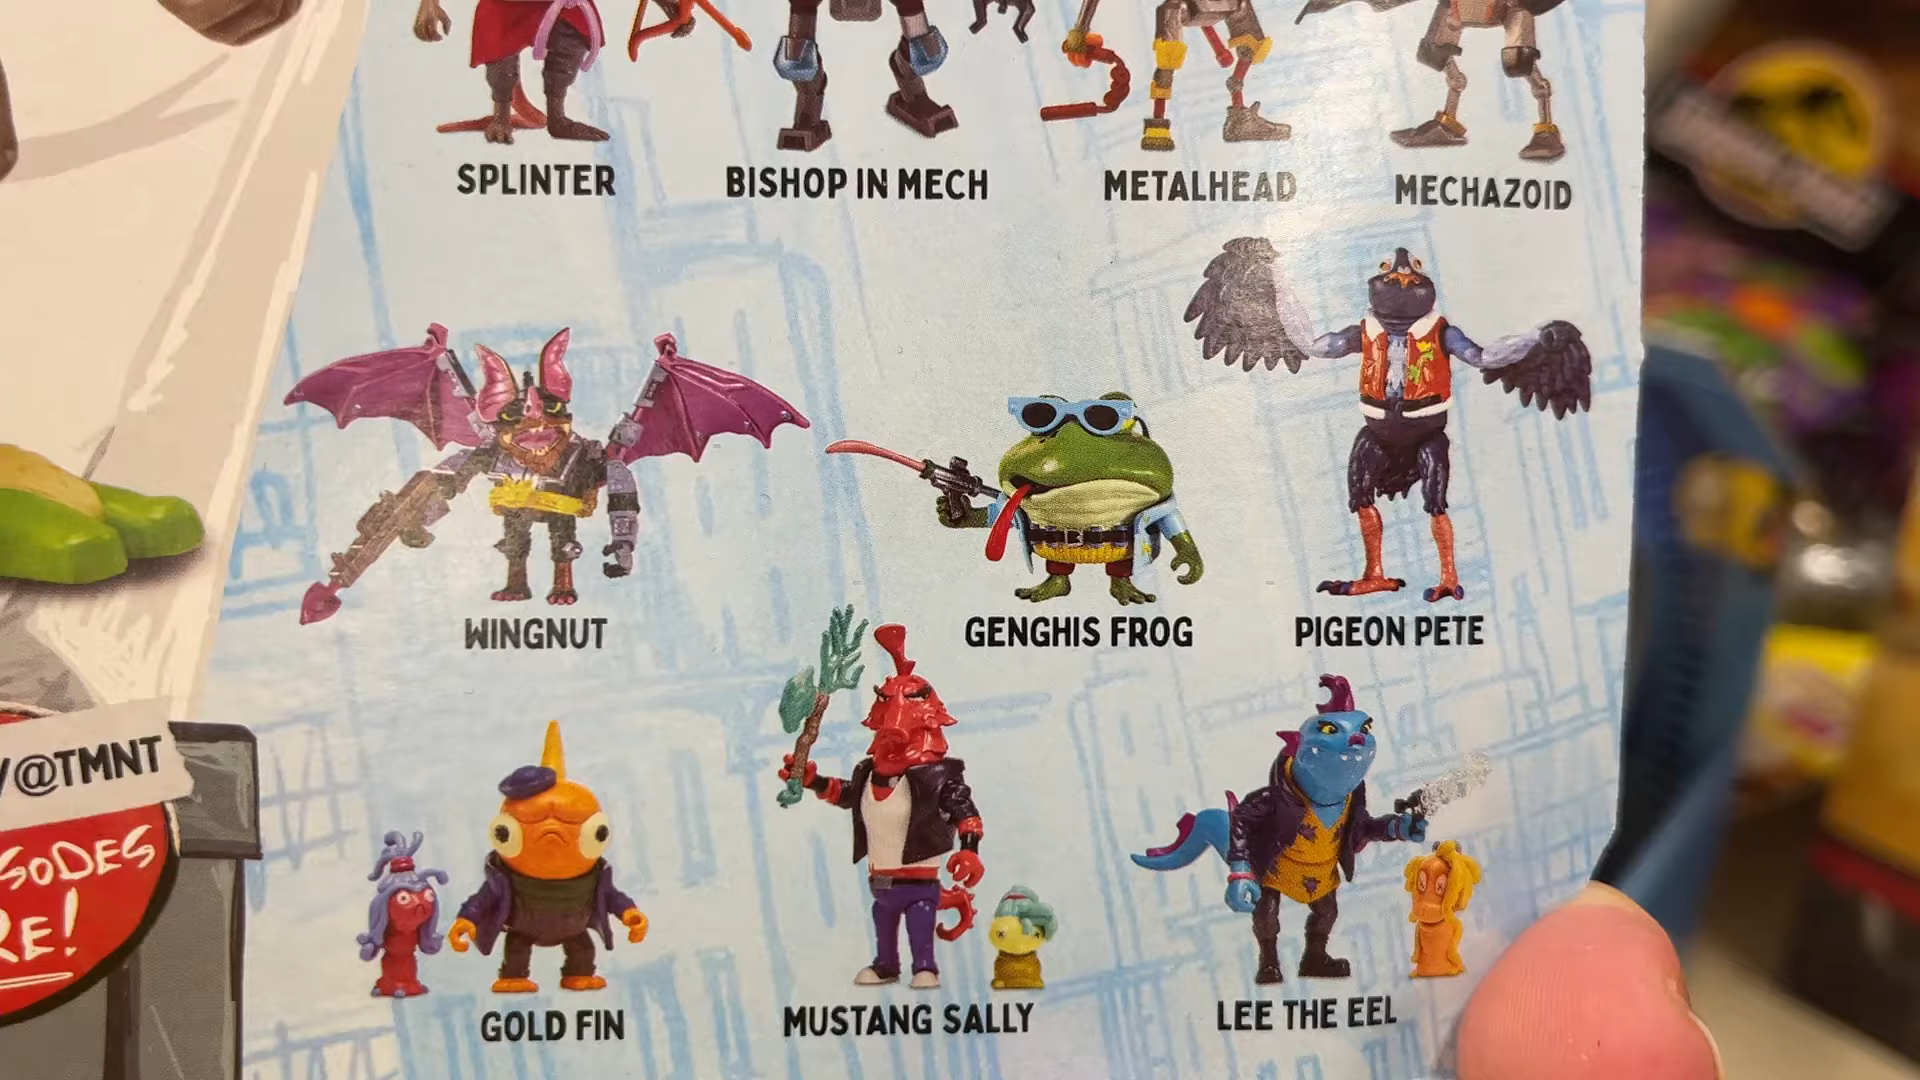 SPLINTER
BISHOP IN MECH
METALHEAD
MECHAZOID
WINGNUT
GENGHIS FROG
PIGEON PETE
/@TMNT
SODES
RE!
GOLD FIN
MUSTANG SALLY
LEE THE EEL